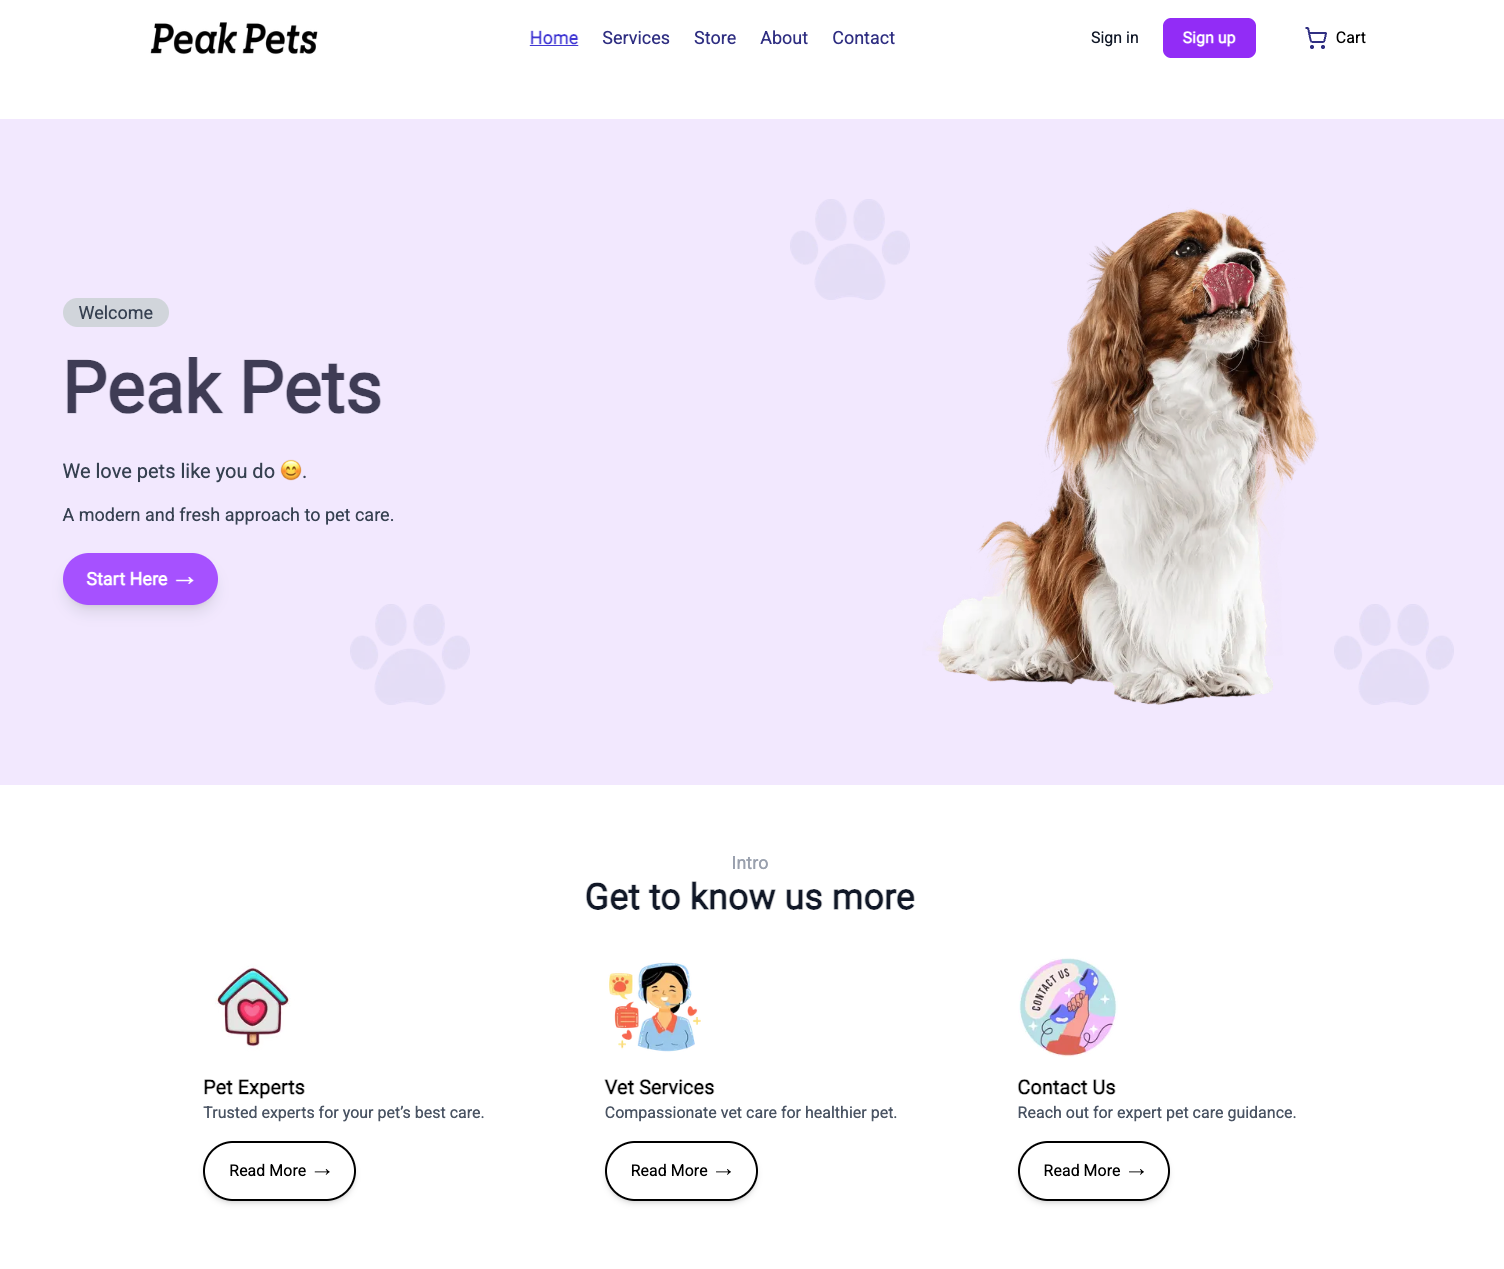 Peak Pets
Home Services Store About Contact
Sign in Sign up Cart
Welcome
Peak Pets
We love pets like you do 😊.
A modern and fresh approach to pet care.
Start Here →
Intro
Get to know us more
CONTACT US
Pet Experts
Trusted experts for your pet’s best care.
Read More →
Vet Services
Compassionate vet care for healthier pet.
Read More →
Contact Us
Reach out for expert pet care guidance.
Read More →